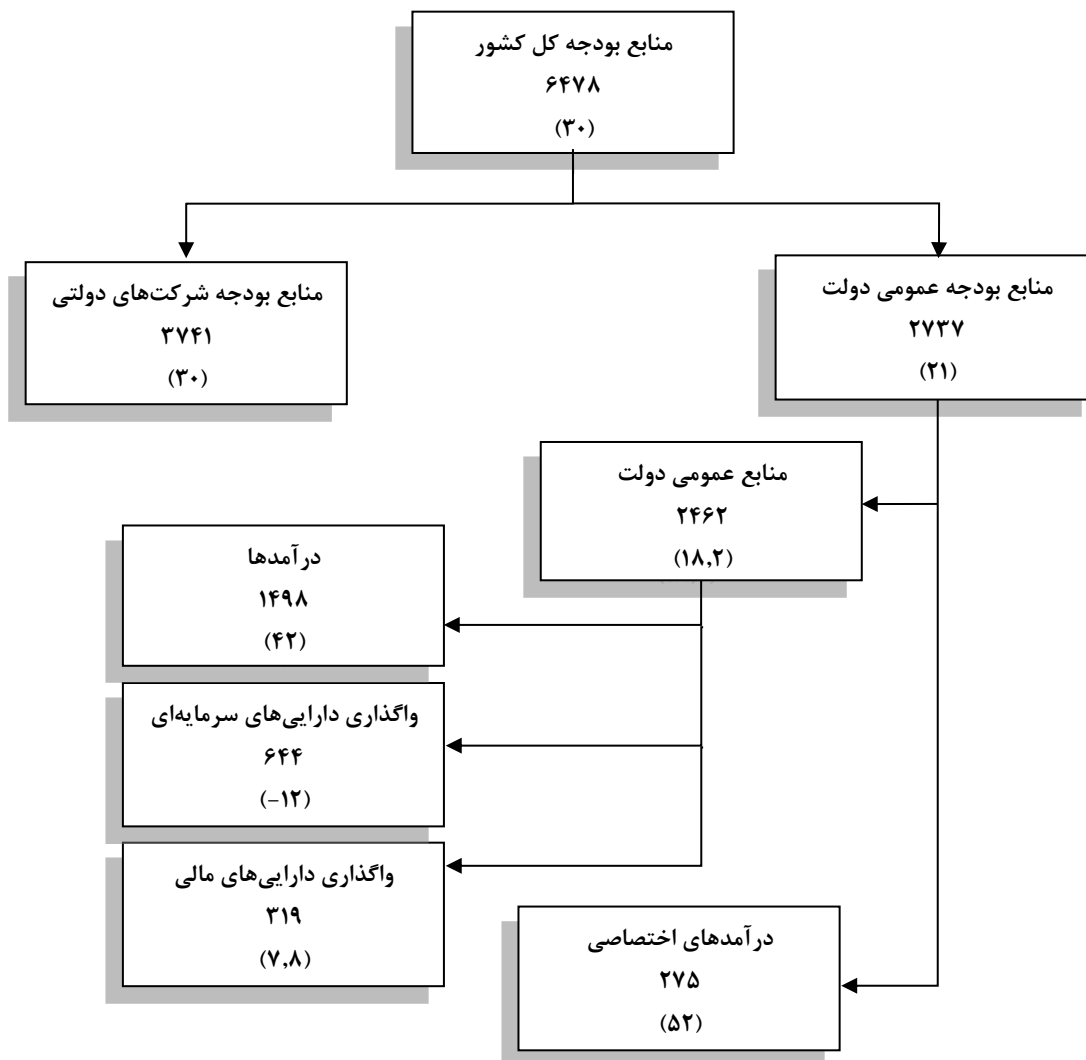 منابع بودجه کل کشور
۶۴۷۸
(۳۰)
منابع بودجه عمومی دولت
۲۷۳۷
(۲۱)
منابع بودجه شرکت‌های دولتی
۳۷۴۱
(۳۰)
منابع عمومی دولت
۲۴۶۲
(۱۸,۲)
درآمدها
۱۴۹۸
(۴۲)
واگذاری دارایی‌های سرمایه‌ای
۶۴۴
(-۱۲)
واگذاری دارایی‌های مالی
۳۱۹
(۷,۸)
درآمدهای اختصاصی
۲۷۵
(۵۲)